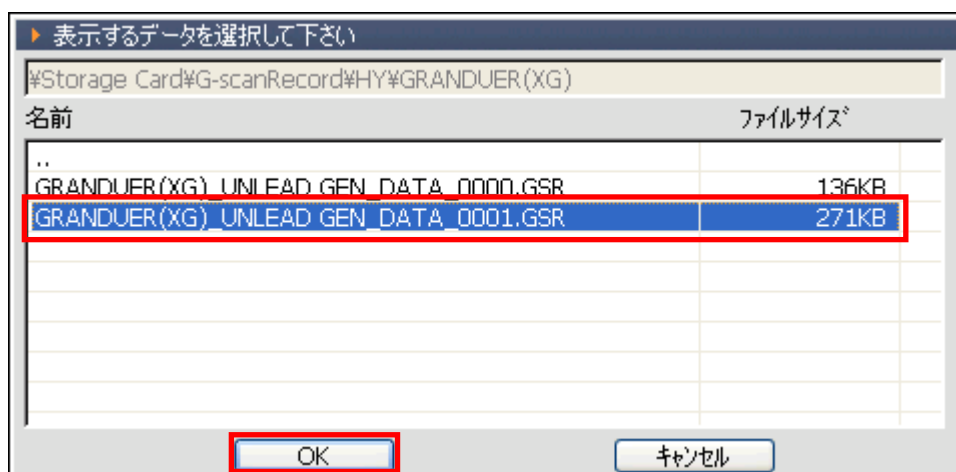 表示するデータを選択して下さい
¥Storage Card¥G-scanRecord¥HY¥GRANDUER(XG)
名前 ファイルサイズ
..
GRANDUER(XG)_UNLEAD GEN_DATA_0000.GSR 136KB
GRANDUER(XG)_UNLEAD GEN_DATA_0001.GSR 271KB
OK キャンセル